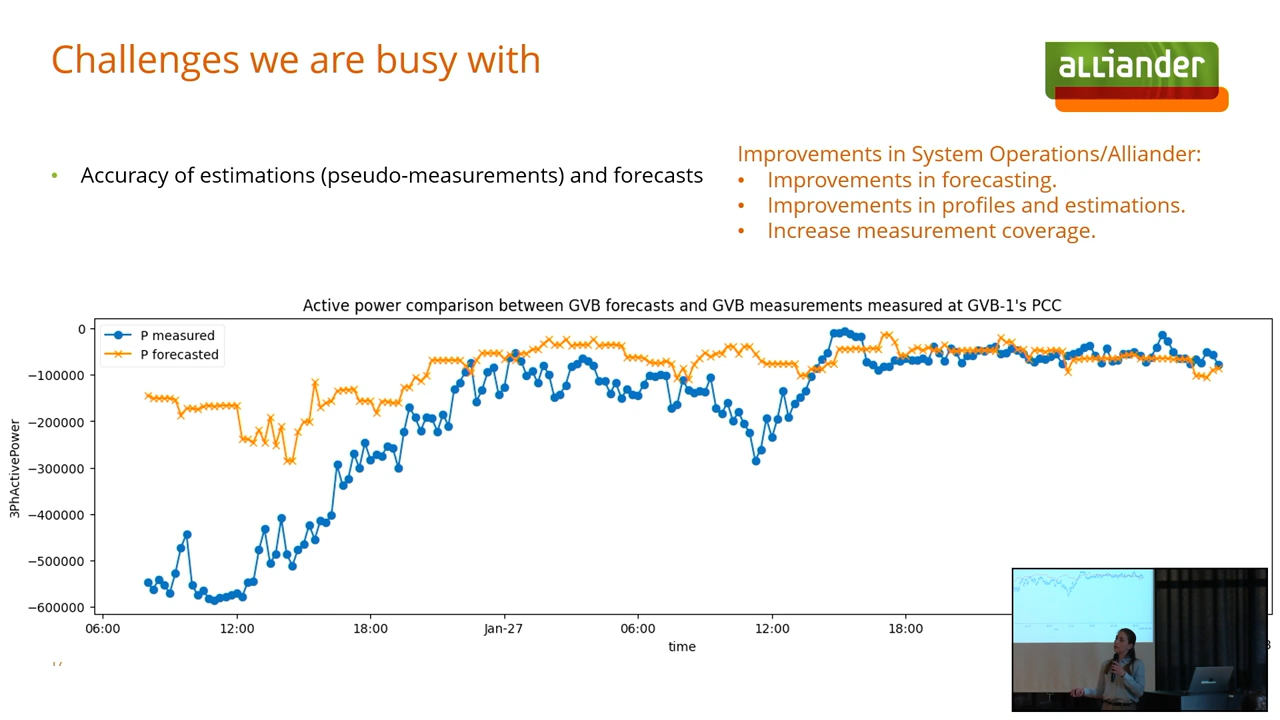 Challenges we are busy with
alliander
• Accuracy of estimations (pseudo-measurements) and forecasts
Improvements in System Operations/Alliander:
• Improvements in forecasting.
• Improvements in profiles and estimations.
• Increase measurement coverage.
Active power comparison between GVB forecasts and GVB measurements measured at GVB-1's PCC
P measured
P forecasted
3PhActivePower
0
−100000
−200000
−300000
−400000
−500000
−600000
06:00 12:00 18:00 Jan-27 06:00 12:00 18:00
time